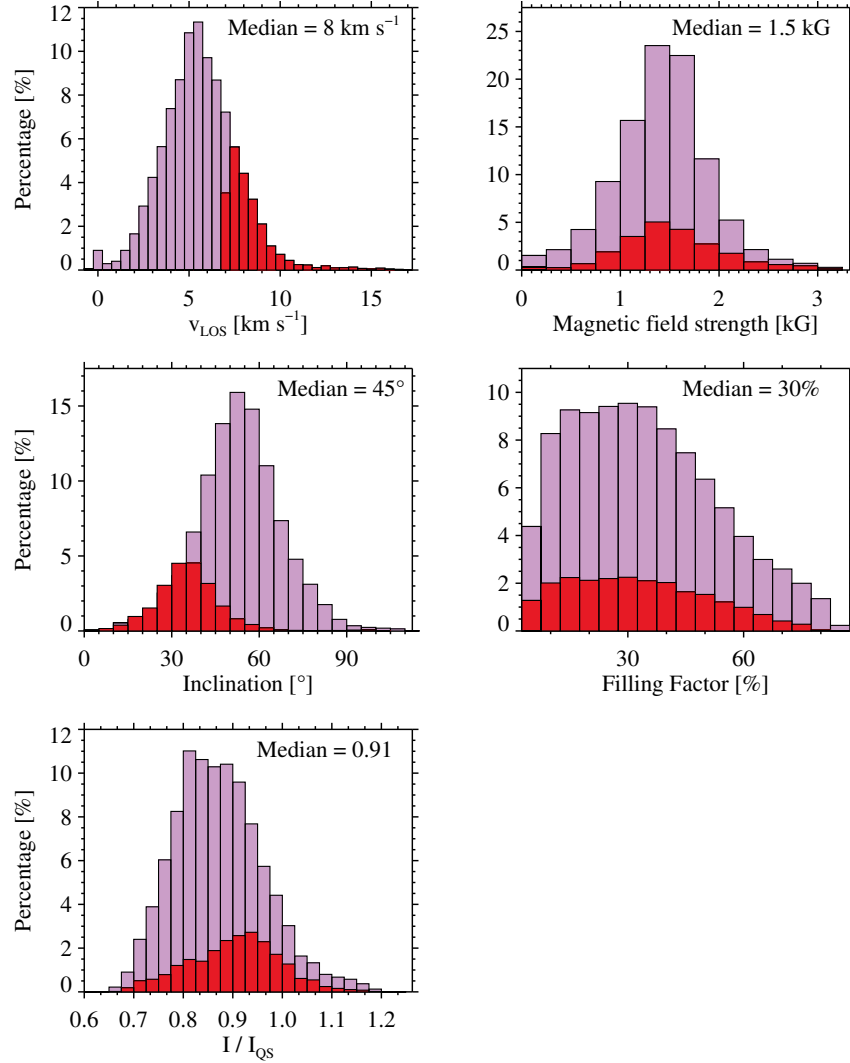 Median = 8 km s⁻¹
Percentage [%]
12
10
8
6
4
2
0
0 5 10 15
v_LOS [km s⁻¹]
Median = 1.5 kG
25
20
15
10
5
0
0 1 2 3
Magnetic field strength [kG]
Median = 45°
Percentage [%]
15
10
5
0
0 30 60 90
Inclination [°]
Median = 30%
10
8
6
4
2
0
30 60
Filling Factor [%]
Median = 0.91
Percentage [%]
12
10
8
6
4
2
0
0.6 0.7 0.8 0.9 1.0 1.1 1.2
I / I_QS